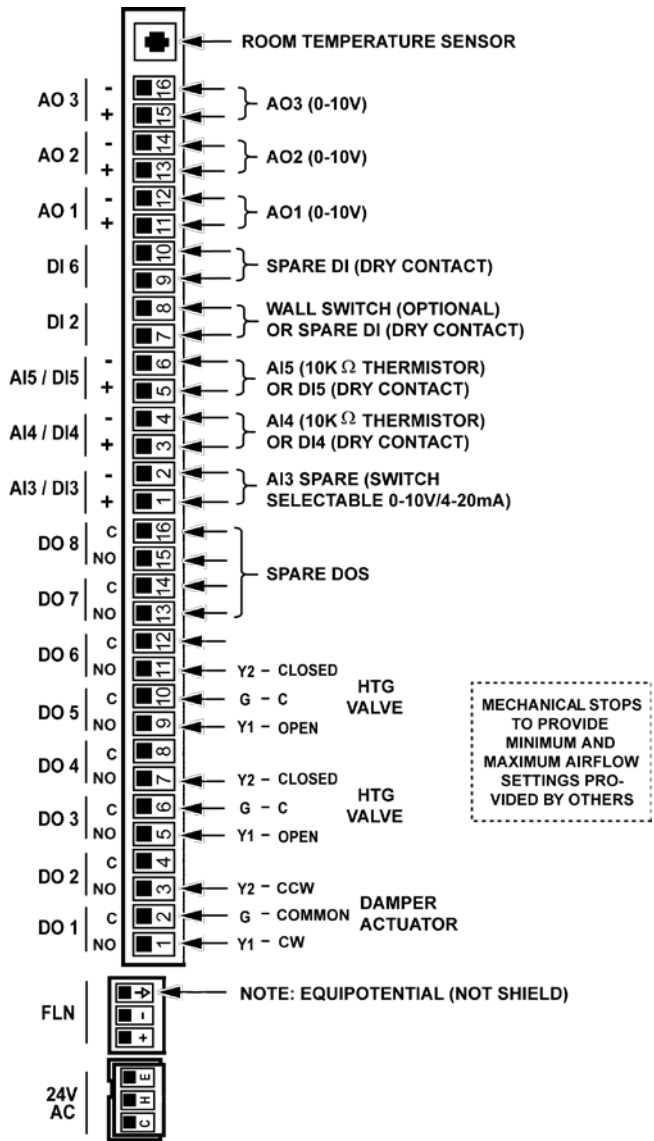 ROOM TEMPERATURE SENSOR
AO 3
-
+
16
15
AO3 (0-10V)
AO 2
-
+
14
13
AO2 (0-10V)
AO 1
-
+
12
11
AO1 (0-10V)
DI 6
10
9
SPARE DI (DRY CONTACT)
DI 2
8
7
WALL SWITCH (OPTIONAL)
OR SPARE DI (DRY CONTACT)
AI5 / DI5
-
+
6
5
AI5 (10K Ω THERMISTOR)
OR DI5 (DRY CONTACT)
AI4 / DI4
-
+
4
3
AI4 (10K Ω THERMISTOR)
OR DI4 (DRY CONTACT)
AI3 / DI3
-
+
2
1
AI3 SPARE (SWITCH
SELECTABLE 0-10V/4-20mA)
DO 8
C
NO
16
15
DO 7
C
NO
14
13
SPARE DOS
DO 6
C
NO
12
11
Y2 - CLOSED
DO 5
C
NO
10
9
G - C
Y1 - OPEN
HTG
VALVE
DO 4
C
NO
8
7
Y2 - CLOSED
DO 3
C
NO
6
5
G - C
Y1 - OPEN
HTG
VALVE
DO 2
C
NO
4
3
Y2 - CCW
DO 1
C
NO
2
1
G - COMMON
Y1 - CW
DAMPER
ACTUATOR
MECHANICAL STOPS
TO PROVIDE
MINIMUM AND
MAXIMUM AIRFLOW
SETTINGS PRO-
VIDED BY OTHERS
FLN
-
+
NOTE: EQUIPOTENTIAL (NOT SHIELD)
24V
AC
E
H
C